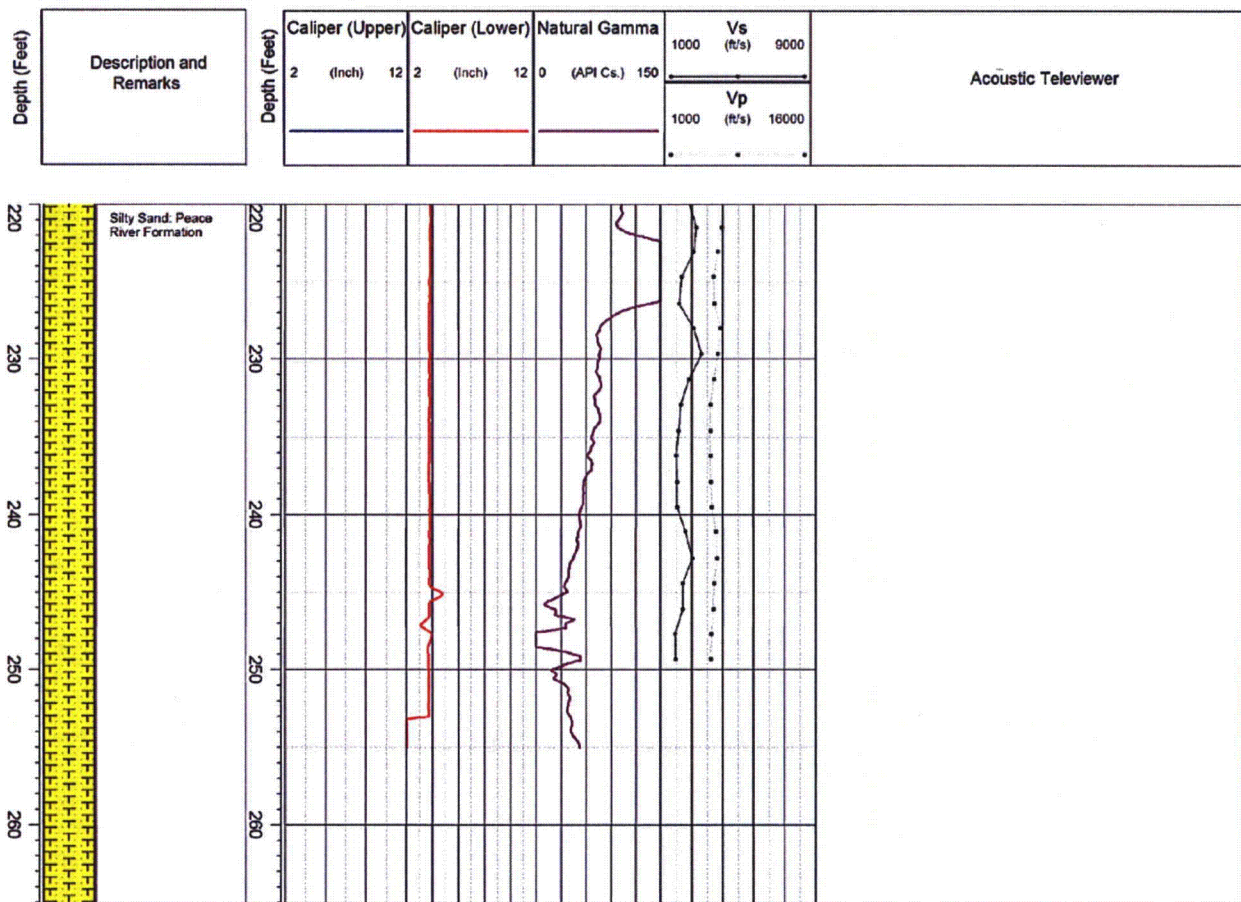 Depth (Feet)
Description and
Remarks
Depth (Feet)
Caliper (Upper)
2 (Inch) 12
Caliper (Lower)
2 (Inch) 12
Natural Gamma
0 (API Cs.) 150
Vs
1000 (ft/s) 9000
Vp
1000 (ft/s) 16000
Acoustic Televiewer
Silty Sand: Peace
River Formation
220
230
240
250
260
220
230
240
250
260